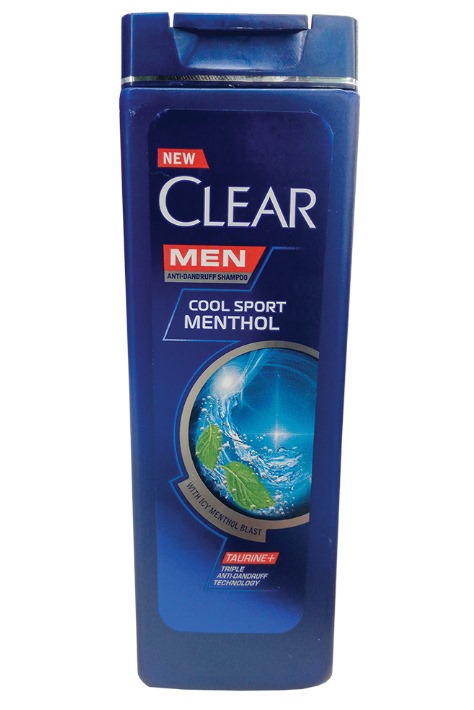 NEW
CLEAR
MEN
ANTI-DANDRUFF SHAMPOO
COOL SPORT
MENTHOL
WITH ICY MENTHOL BLAST
TAURINE+
TRIPLE
ANTI-DANDRUFF
TECHNOLOGY